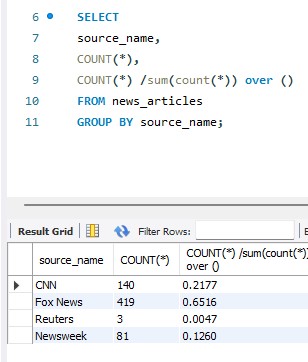 6 SELECT
7 source_name,
8 COUNT(*),
9 COUNT(*) /sum(count(*)) over ()
10 FROM news_articles
11 GROUP BY source_name;
Result Grid Filter Rows:
source_name COUNT(*) COUNT(*) /sum(count(*))
over ()
CNN 140 0.2177
Fox News 419 0.6516
Reuters 3 0.0047
Newsweek 81 0.1260